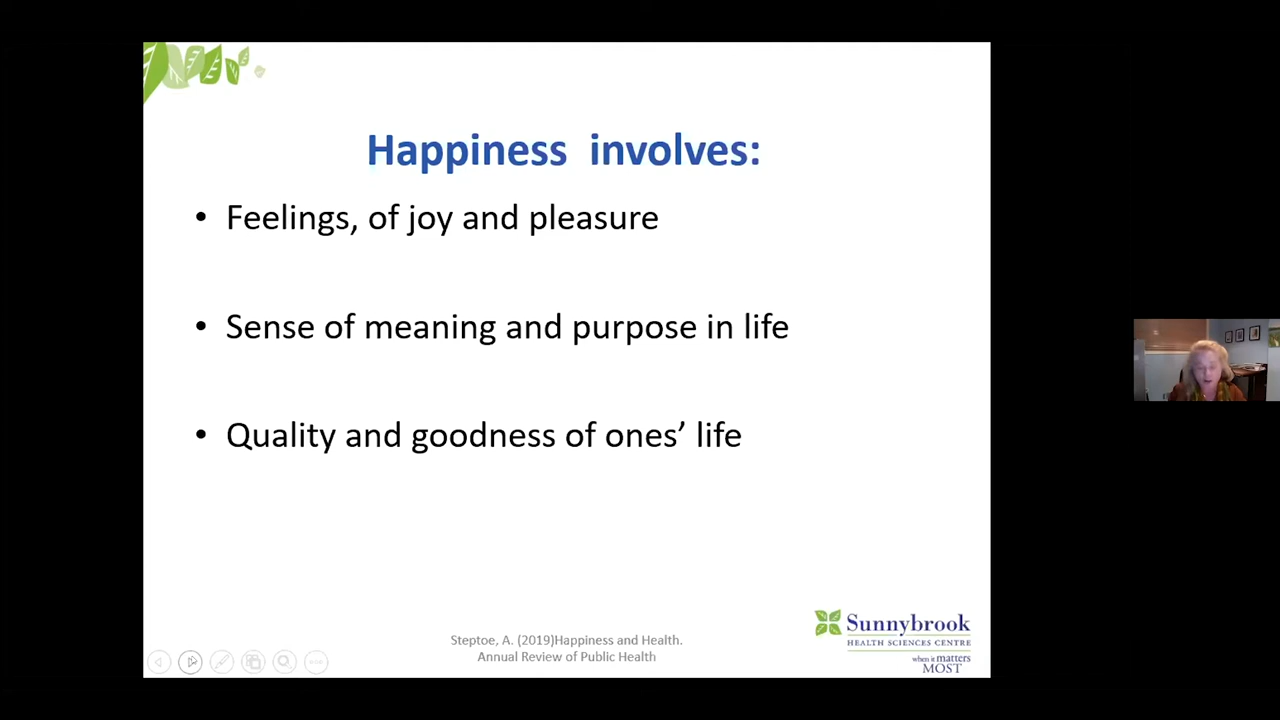 Happiness involves:
• Feelings, of joy and pleasure
• Sense of meaning and purpose in life
• Quality and goodness of ones’ life
Steptoe, A. (2019)Happiness and Health.
Annual Review of Public Health
Sunnybrook
HEALTH SCIENCES CENTRE
when it matters
MOST